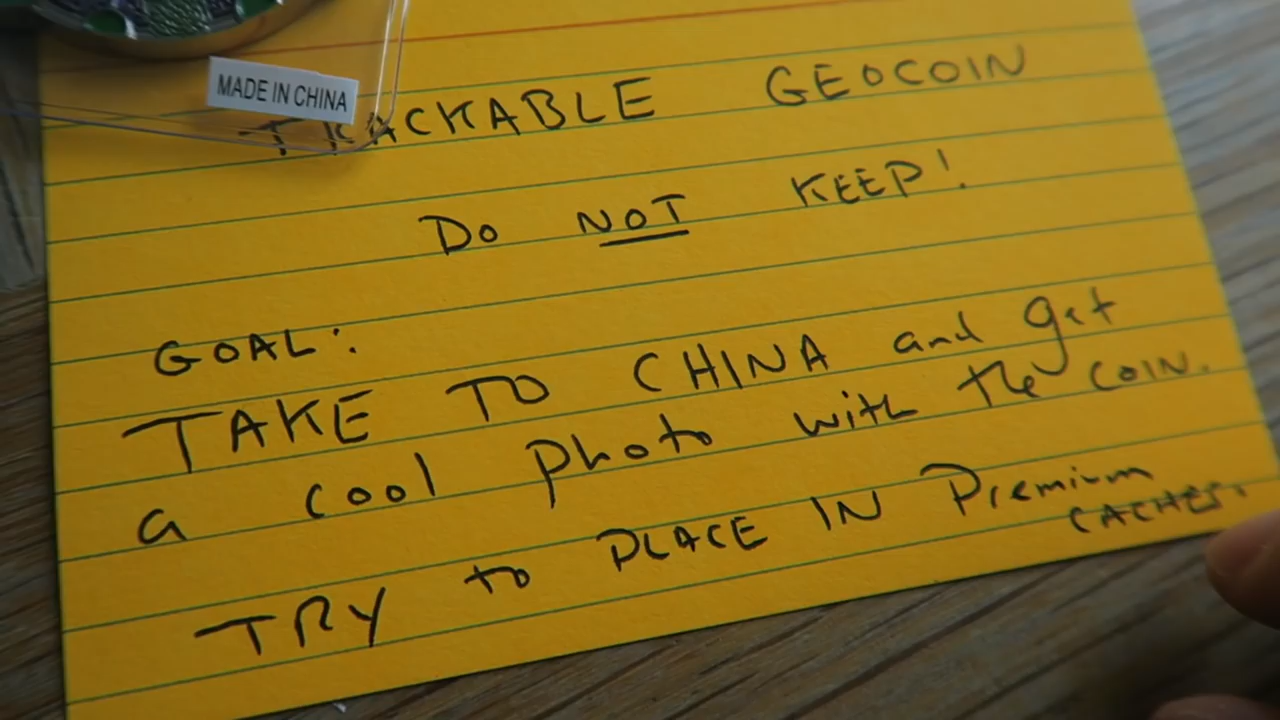 MADE IN CHINA
TRACKABLE GEOCOIN
DO NOT KEEP!
GOAL:
TAKE TO CHINA and get
a cool photo with the COIN.
TRY to PLACE IN Premium
CACHES.